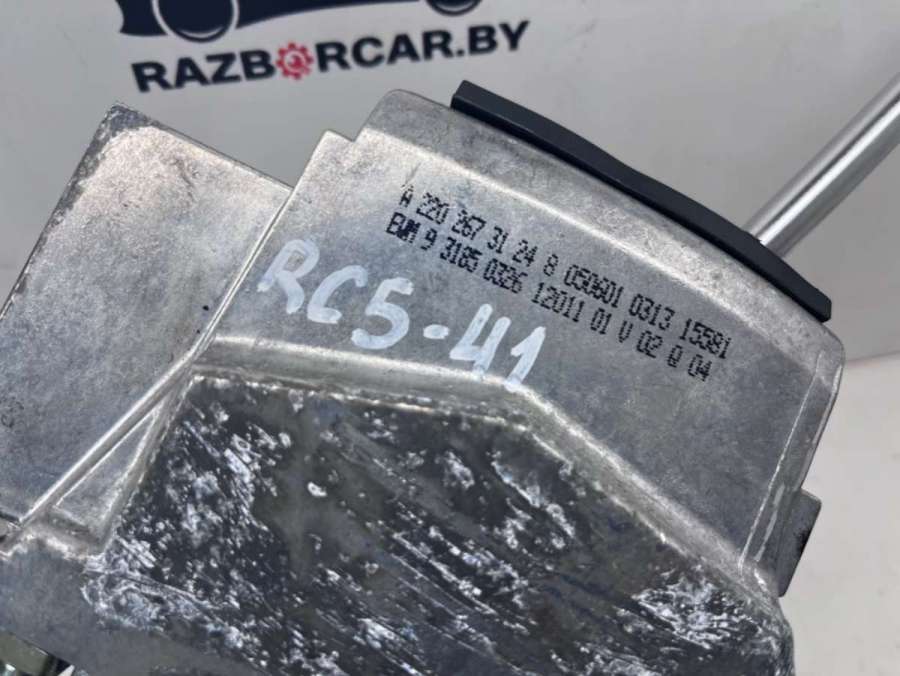 RAZBORCAR.BY
A 220 267 31 24 8 050601 0313 15581
EWM 9 3185 0326 12011 01 V 02 Q 04
RC5-41